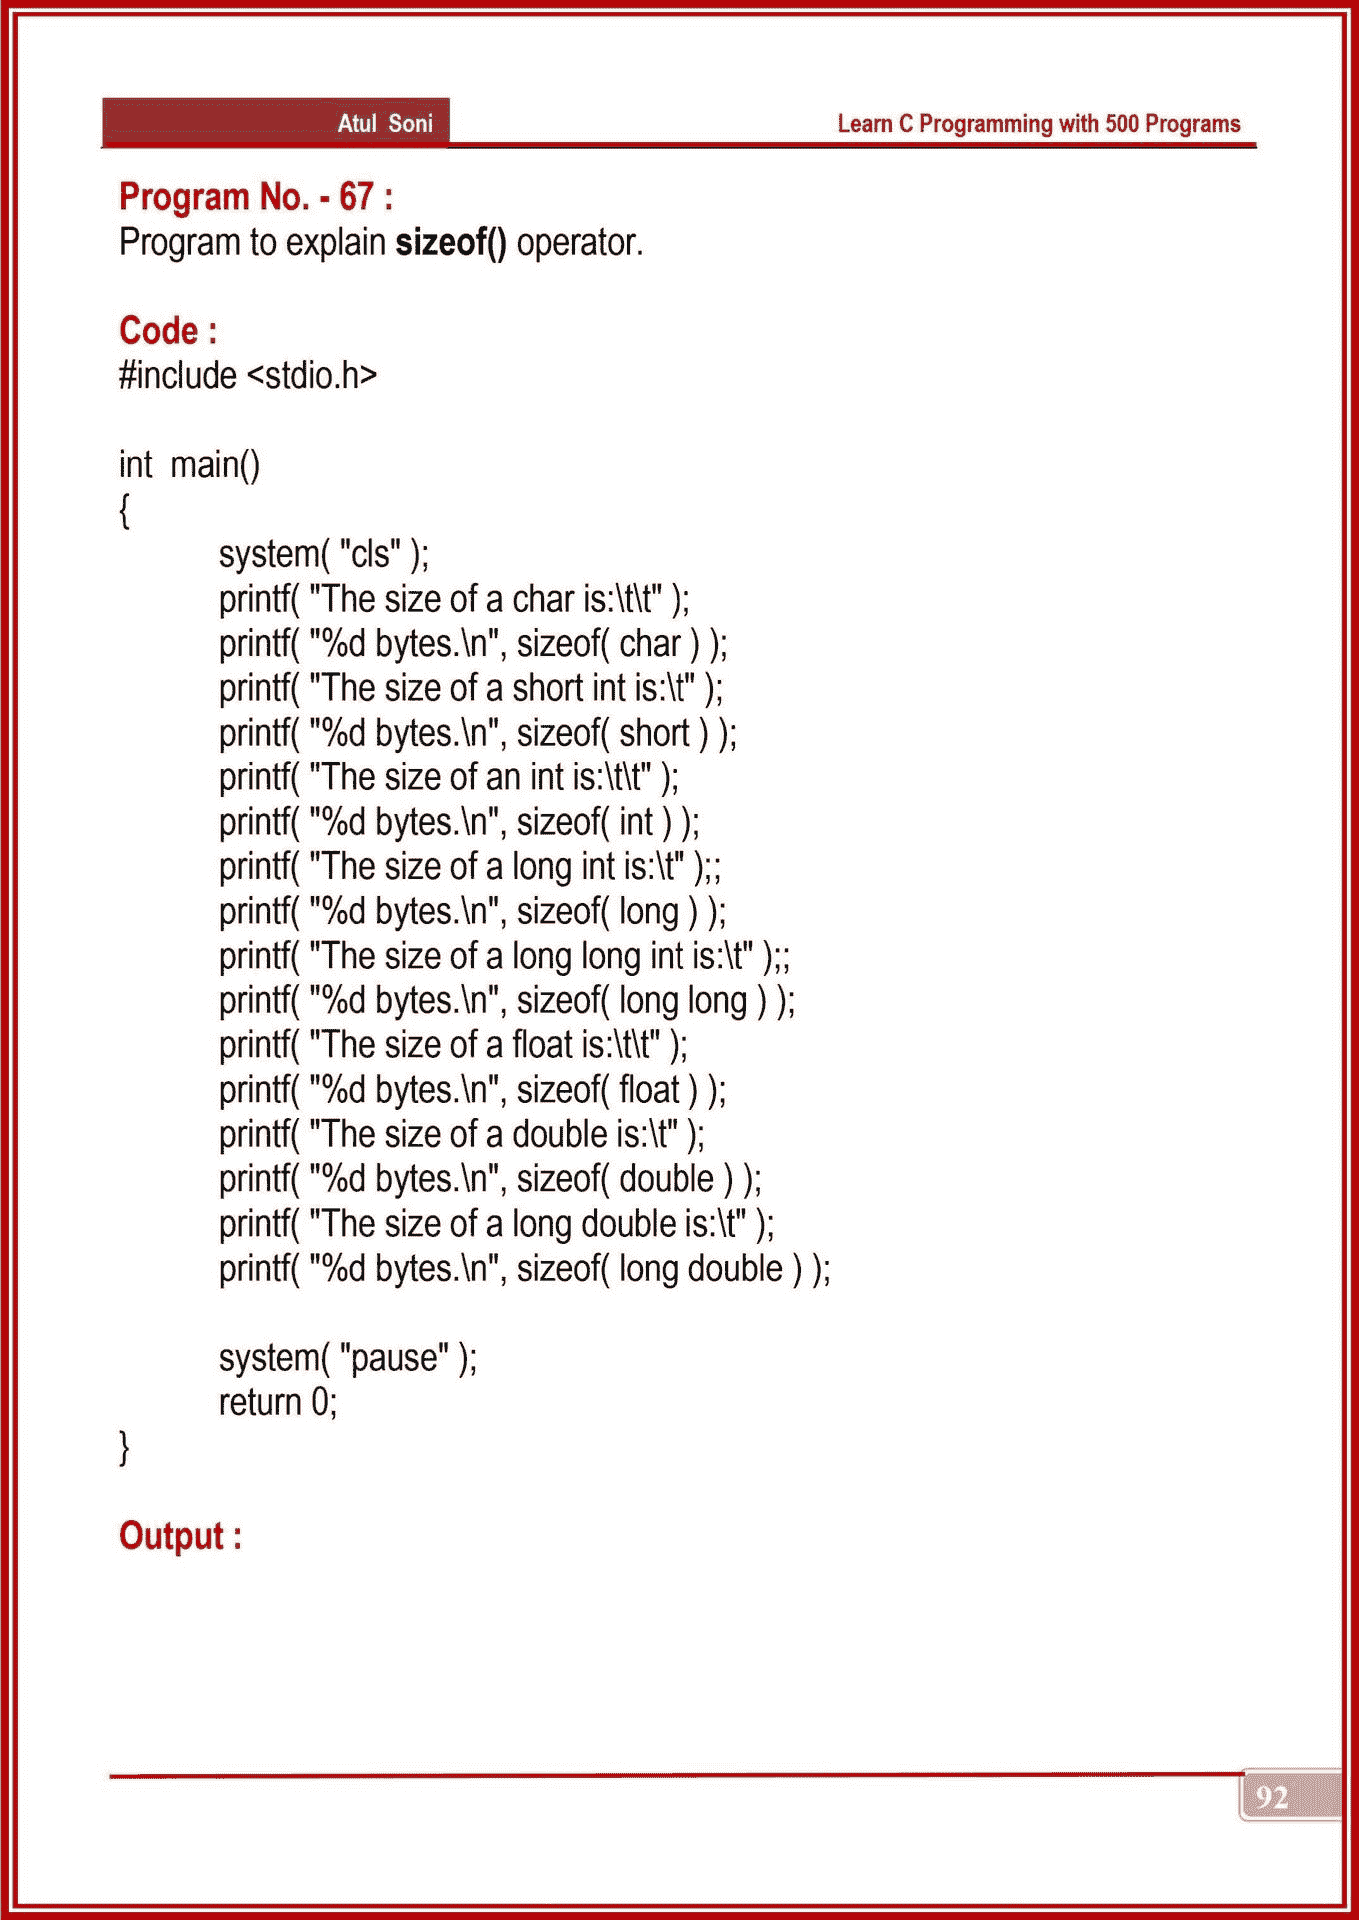 Atul  Soni
Learn C Programming with 500 Programs
Program No. - 67 :
Program to explain sizeof() operator.
Code :
#include <stdio.h>
int  main()
{
system( "cls" );
printf( "The size of a char is:\t\t" );
printf( "%d bytes.\n", sizeof( char ) );
printf( "The size of a short int is:\t" );
printf( "%d bytes.\n", sizeof( short ) );
printf( "The size of an int is:\t\t" );
printf( "%d bytes.\n", sizeof( int ) );
printf( "The size of a long int is:\t" );;
printf( "%d bytes.\n", sizeof( long ) );
printf( "The size of a long long int is:\t" );;
printf( "%d bytes.\n", sizeof( long long ) );
printf( "The size of a float is:\t\t" );
printf( "%d bytes.\n", sizeof( float ) );
printf( "The size of a double is:\t" );
printf( "%d bytes.\n", sizeof( double ) );
printf( "The size of a long double is:\t" );
printf( "%d bytes.\n", sizeof( long double ) );
system( "pause" );
return 0;
}
Output :
92